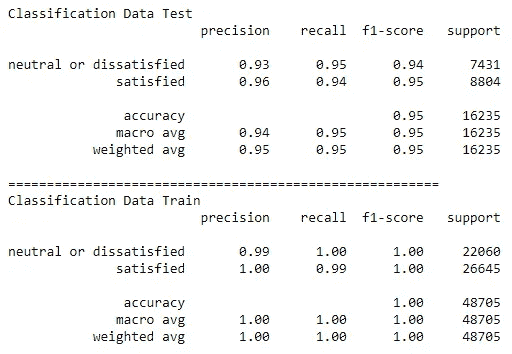 Classification Data Test
precision recall f1-score support
neutral or dissatisfied 0.93 0.95 0.94 7431
satisfied 0.96 0.94 0.95 8804
accuracy 0.95 16235
macro avg 0.94 0.95 0.95 16235
weighted avg 0.95 0.95 0.95 16235
========================================================
Classification Data Train
precision recall f1-score support
neutral or dissatisfied 0.99 1.00 1.00 22060
satisfied 1.00 0.99 1.00 26645
accuracy 1.00 48705
macro avg 1.00 1.00 1.00 48705
weighted avg 1.00 1.00 1.00 48705